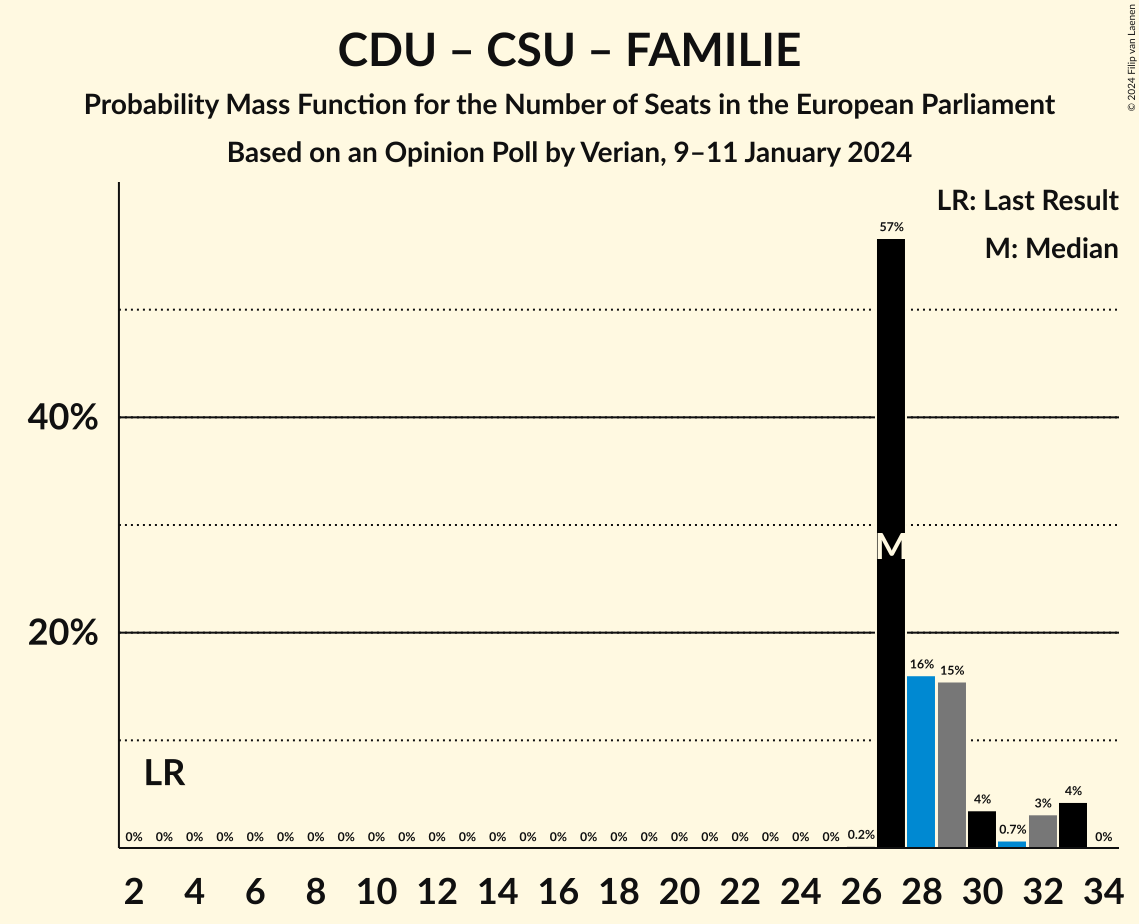 CDU – CSU – FAMILIE
Probability Mass Function for the Number of Seats in the European Parliament
Based on an Opinion Poll by Verian, 9–11 January 2024
© 2024 Filip van Laenen
LR: Last Result
M: Median
57%
40%
M
20%
16%
15%
LR
0% 0% 0% 0% 0% 0% 0% 0% 0% 0% 0% 0% 0% 0% 0% 0% 0% 0% 0% 0% 0% 0% 0% 0% 0.2% 4% 0.7% 3% 4% 0%
2 4 6 8 10 12 14 16 18 20 22 24 26 28 30 32 34